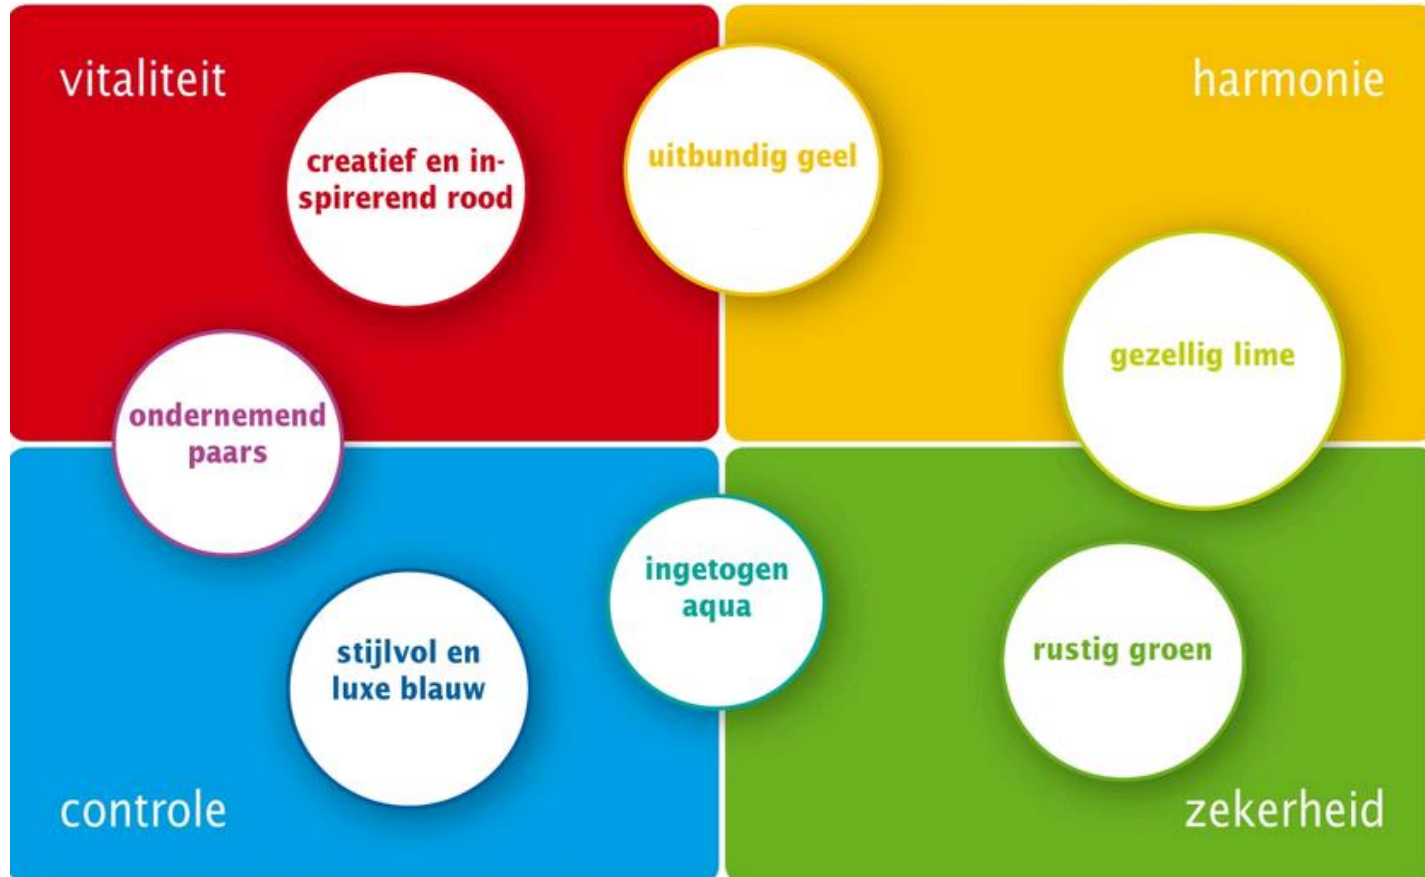 vitaliteit
harmonie
creatief en in-
spirerend rood
uitbundig geel
gezellig lime
ondernemend
paars
ingetogen
aqua
stijlvol en
luxe blauw
rustig groen
controle
zekerheid